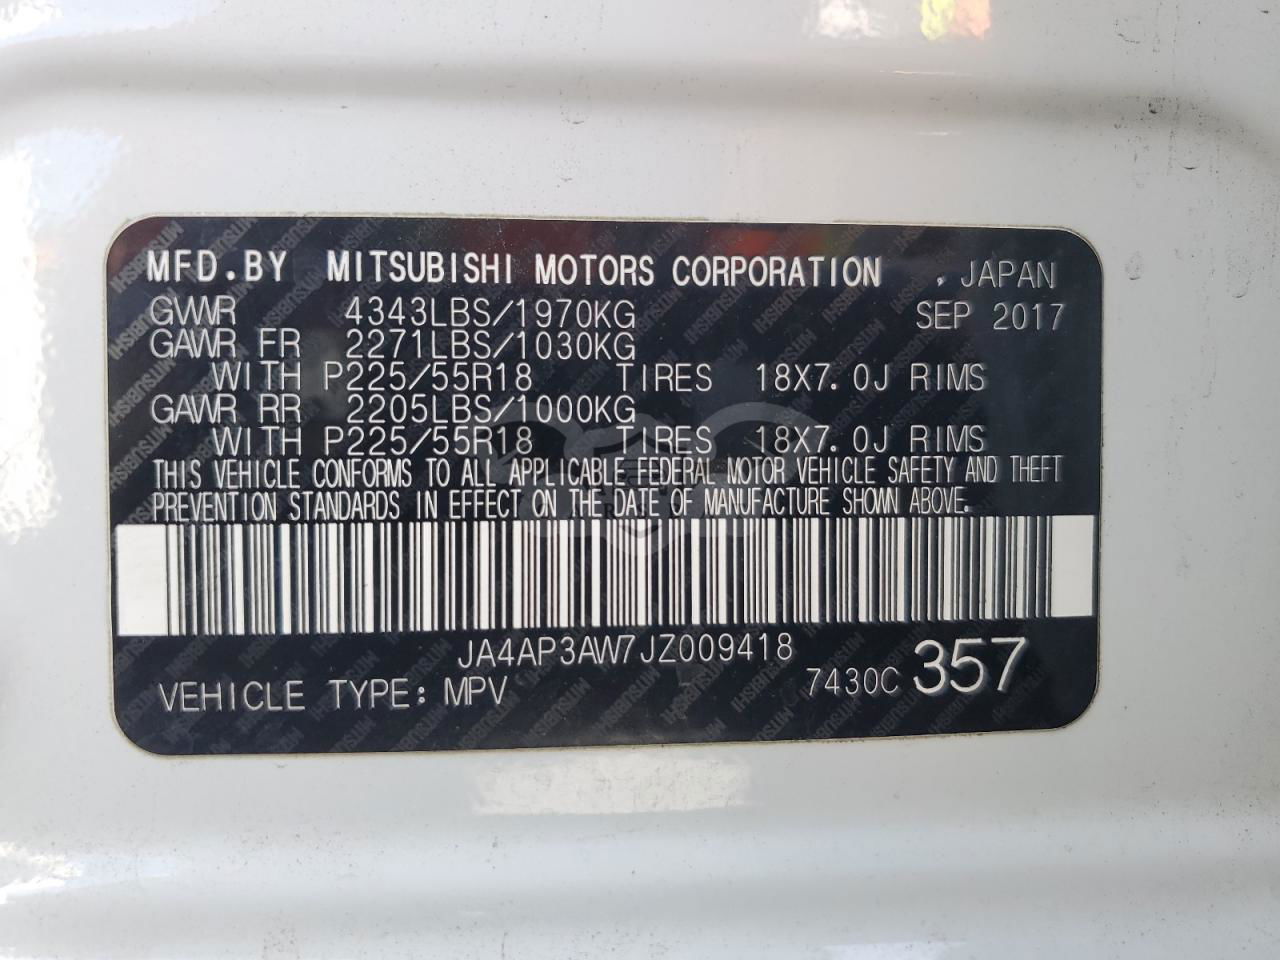 MFD.BY MITSUBISHI MOTORS CORPORATION , JAPAN
GVWR 4343LBS/1970KG SEP 2017
GAWR FR 2271LBS/1030KG
WITH P225/55R18 TIRES 18X7.0J RIMS
GAWR RR 2205LBS/1000KG
WITH P225/55R18 TIRES 18X7.0J RIMS
THIS VEHICLE CONFORMS TO ALL APPLICABLE FEDERAL MOTOR VEHICLE SAFETY AND THEFT
PREVENTION STANDARDS IN EFFECT ON THE DATE OF MANUFACTURE SHOWN ABOVE.
JA4AP3AW7JZ009418
VEHICLE TYPE: MPV 7430C 357